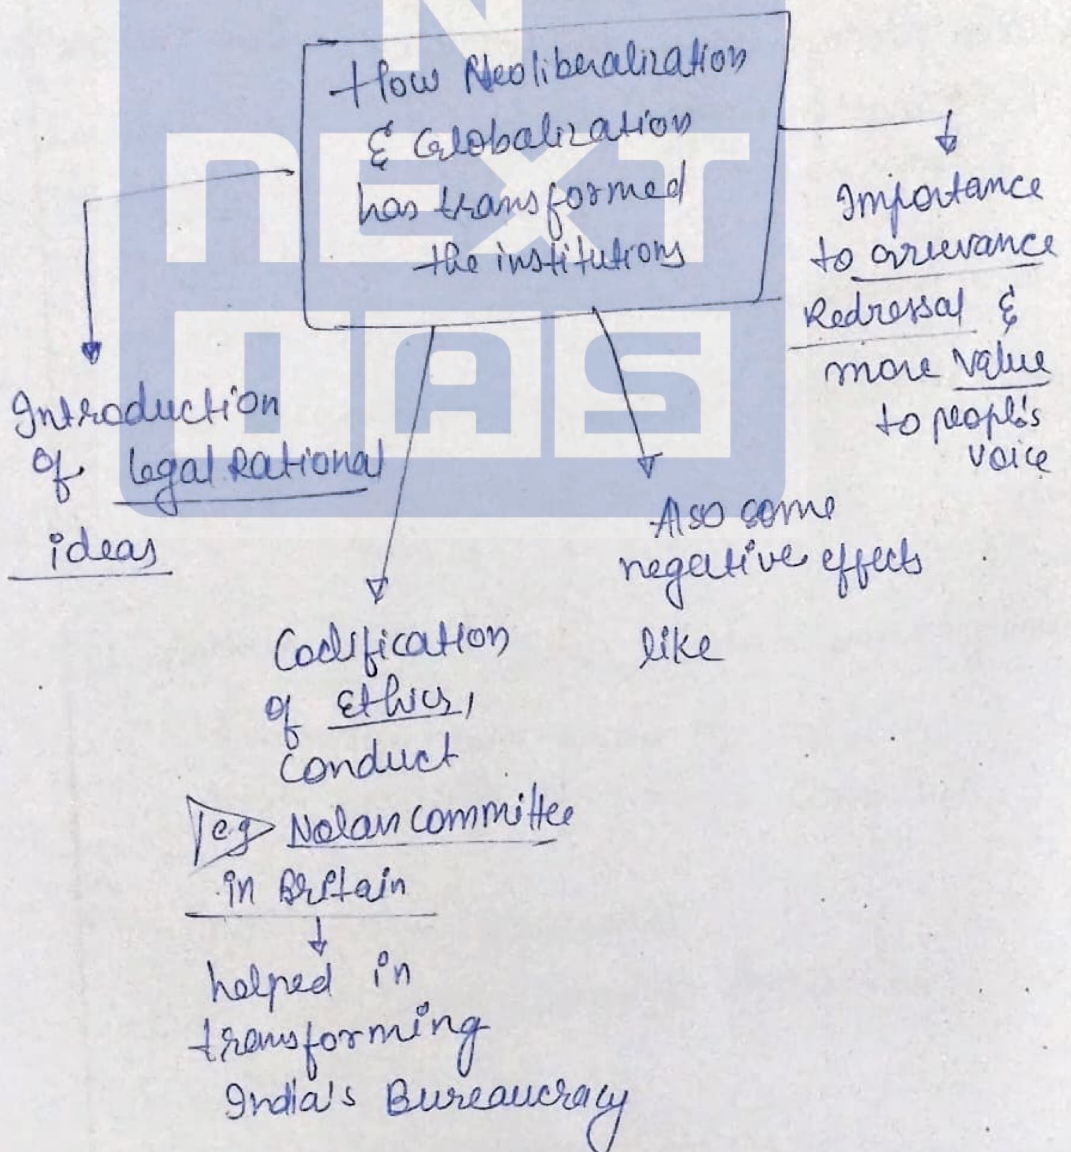 N
NEXT
IAS
How Neoliberalization
& Globalization
has transformed
the institutions
Introduction
of legal Rational
ideas
Codification
of Ethics,
Conduct
eg Nolan committee
in Britain
helped in
transforming
India's Bureaucracy
Also some
negative effects
like
Importance
to Grievance
Redressal &
more value
to people's
voice